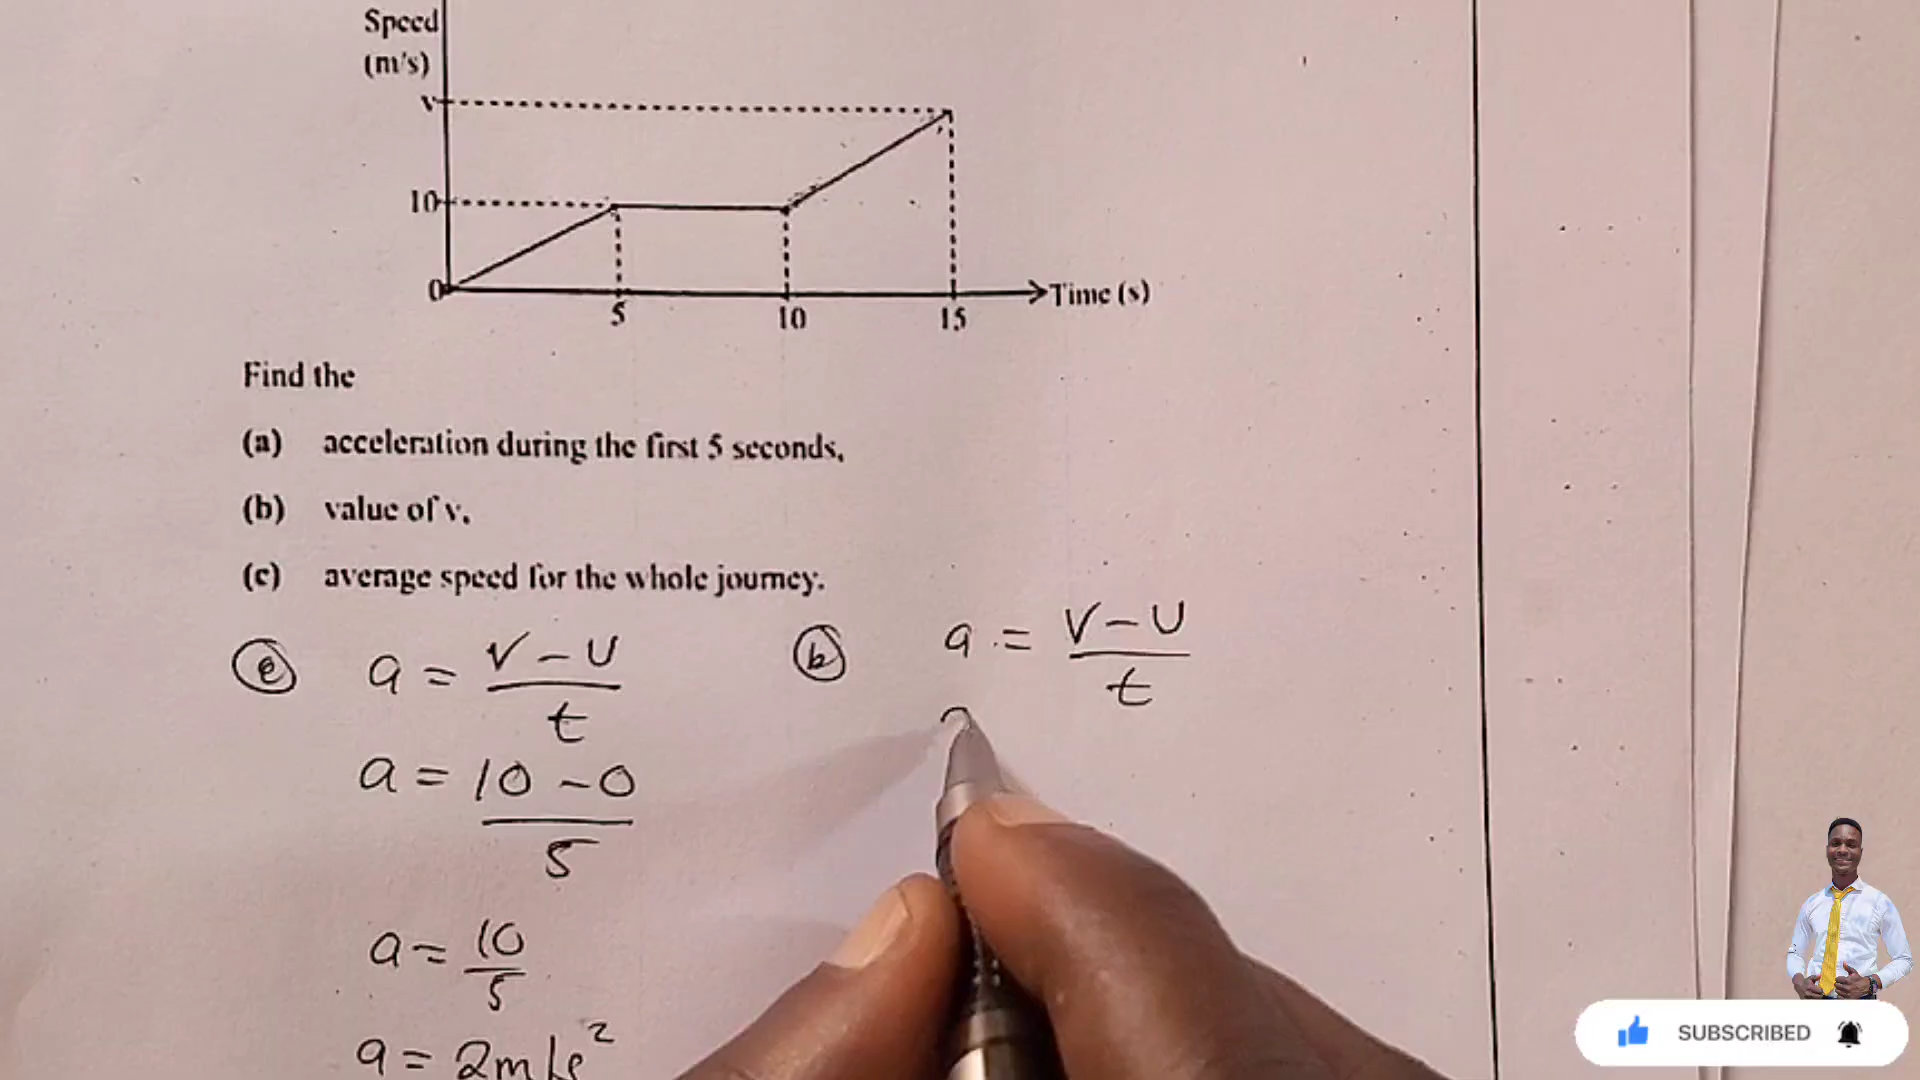 Speed
(m/s)
v
10
0
5 10 15
Time (s)
Find the
(a) acceleration during the first 5 seconds,
(b) value of v,
(c) average speed for the whole journey.
a = V - U / t
a = 10 - 0 / 5
a = 10 / 5
a = 2m/s²
(b) a = V - U / t
SUBSCRIBED